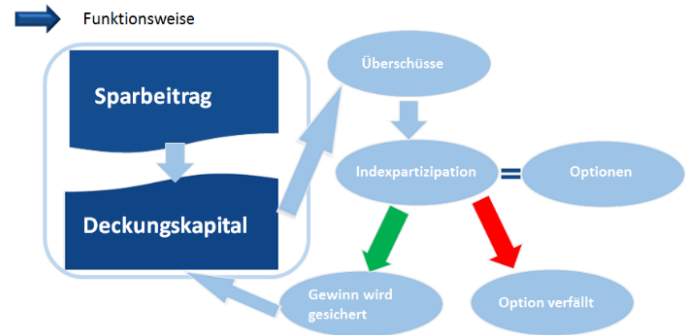 Funktionsweise
Sparbeitrag
Deckungskapital
Überschüsse
Indexpartizipation
=
Optionen
Gewinn wird
gesichert
Option verfällt